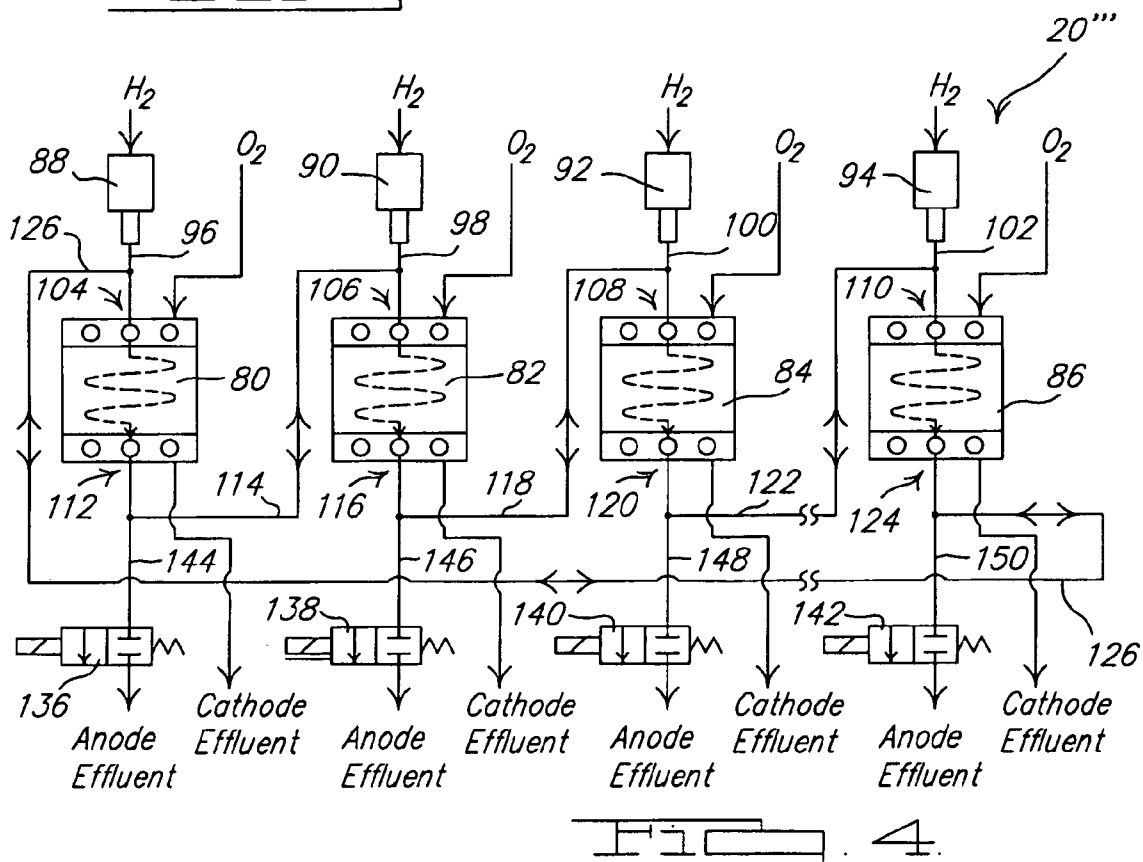 20'''
H2 H2 H2 H2
88 O2 90 O2 92 O2 94 O2
126 96 98 100 102
104 106 108 110
80 82 84 86
112 114 116 118 120 122 124
144 146 148 150
136 138 140 142 126
Anode Effluent
Cathode Effluent
Anode Effluent
Cathode Effluent
Anode Effluent
Cathode Effluent
Anode Effluent
Cathode Effluent
Fig. 4